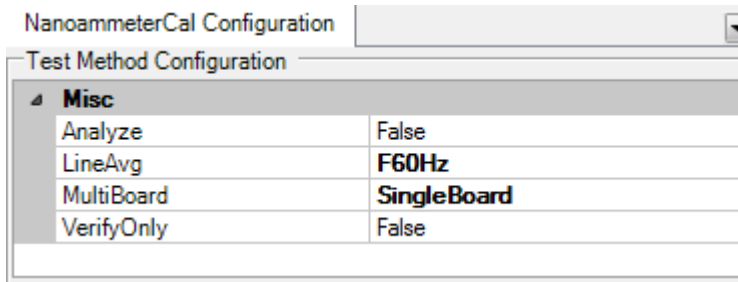 NanoammeterCal Configuration
Test Method Configuration
Misc
Analyze False
LineAvg F60Hz
MultiBoard SingleBoard
VerifyOnly False